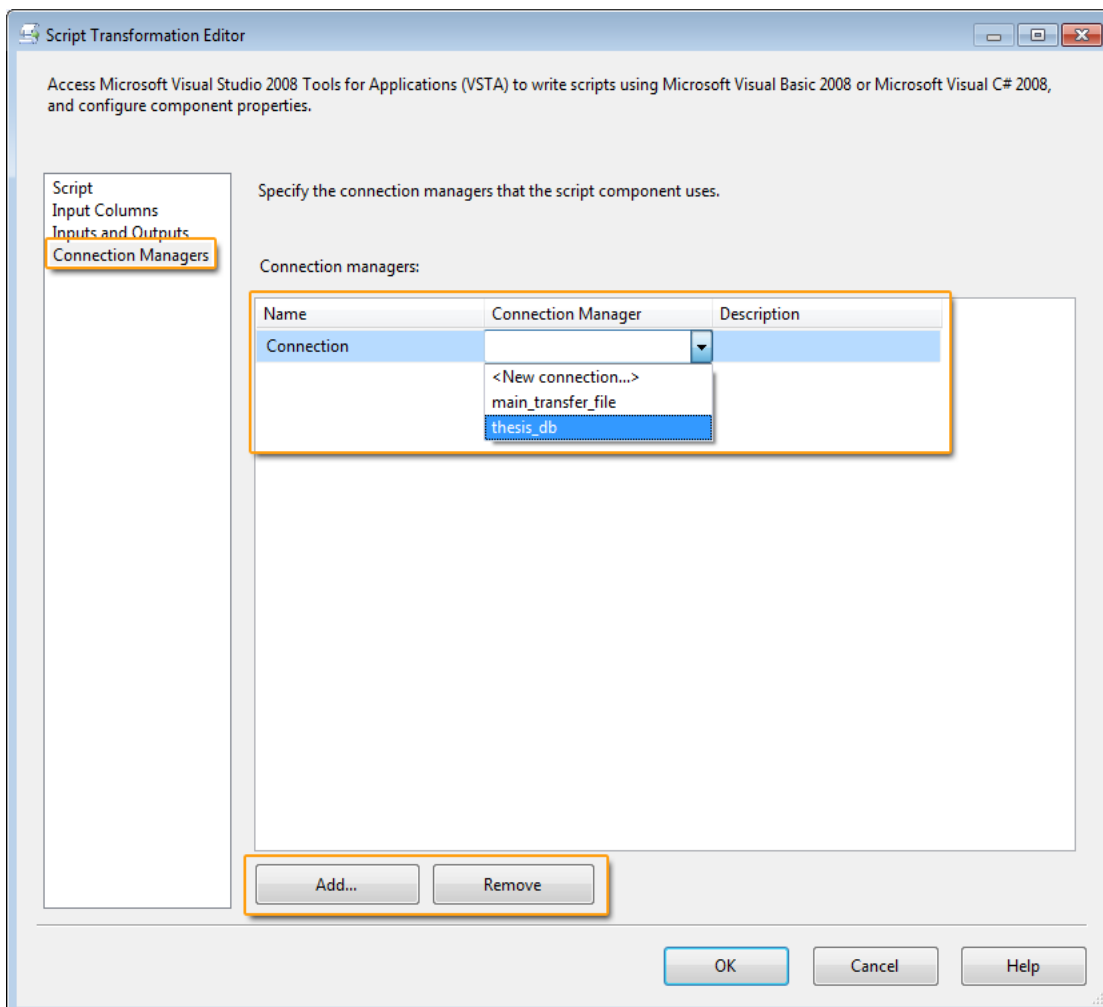 Script Transformation Editor
Access Microsoft Visual Studio 2008 Tools for Applications (VSTA) to write scripts using Microsoft Visual Basic 2008 or Microsoft Visual C# 2008,
and configure component properties.
Script
Input Columns
Inputs and Outputs
Connection Managers
Specify the connection managers that the script component uses.
Connection managers:
Name Connection Manager Description
Connection
<New connection...>
main_transfer_file
thesis_db
Add... Remove
OK Cancel Help